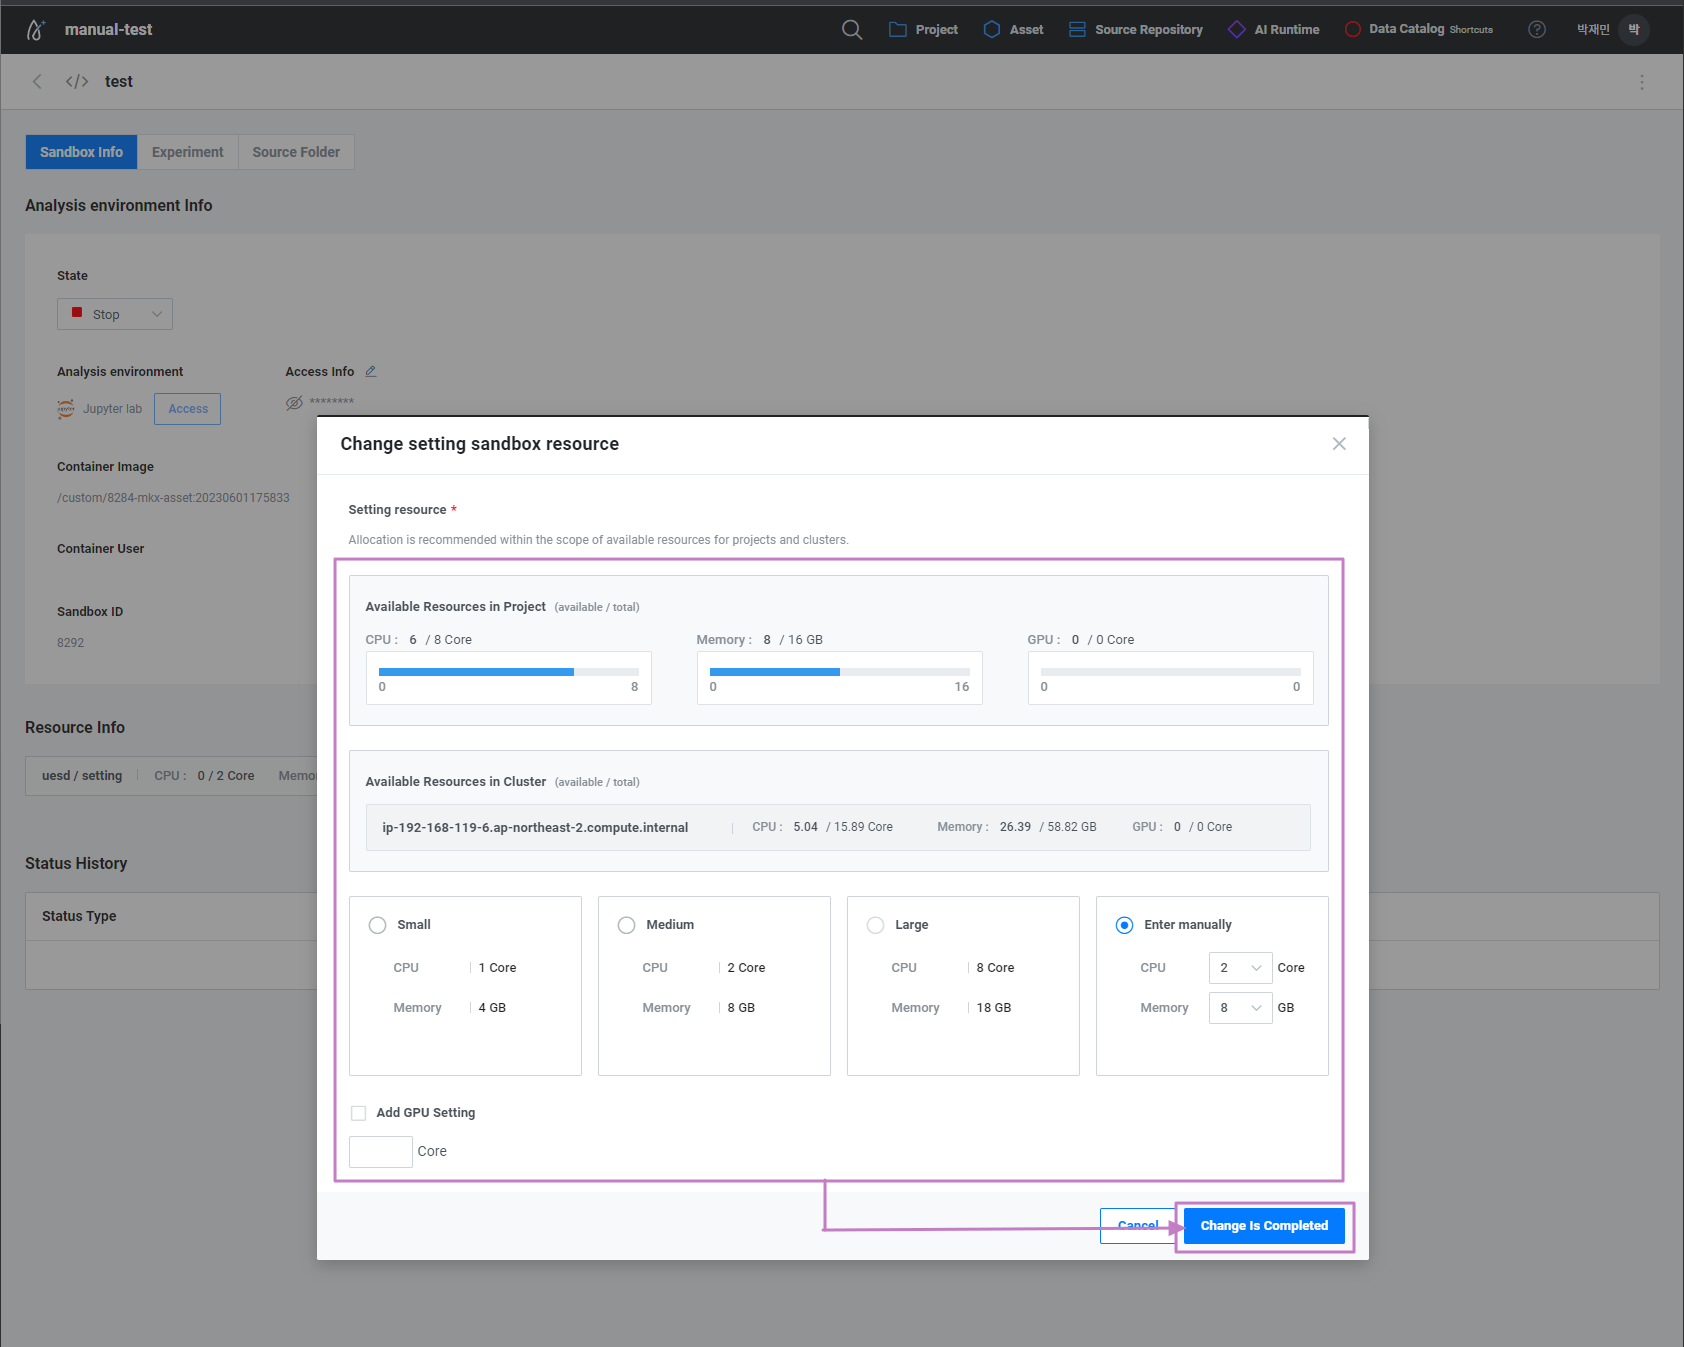 manual-test
Project
Asset
Source Repository
AI Runtime
Data Catalog Shortcuts
?
박재민
박
</> test
Sandbox Info
Experiment
Source Folder
Analysis environment Info
State
Stop
Analysis environment
Access Info
Jupyter lab
Access
********
Container Image
/custom/8284-mkx-asset:20230601175833
Container User
Sandbox ID
8292
Resource Info
uesd / setting
CPU : 0 / 2 Core
Status History
Status Type
Change setting sandbox resource
Setting resource *
Allocation is recommended within the scope of available resources for projects and clusters.
Available Resources in Project (available / total)
CPU : 6 / 8 Core
Memory : 8 / 16 GB
GPU : 0 / 0 Core
0 8
0 16
0 0
Available Resources in Cluster (available / total)
ip-192-168-119-6.ap-northeast-2.compute.internal
CPU : 5.04 / 15.89 Core
Memory : 26.39 / 58.82 GB
GPU : 0 / 0 Core
Small
CPU 1 Core
Memory 4 GB
Medium
CPU 2 Core
Memory 8 GB
Large
CPU 8 Core
Memory 18 GB
Enter manually
CPU 2 Core
Memory 8 GB
Add GPU Setting
Core
Cancel
Change Is Completed